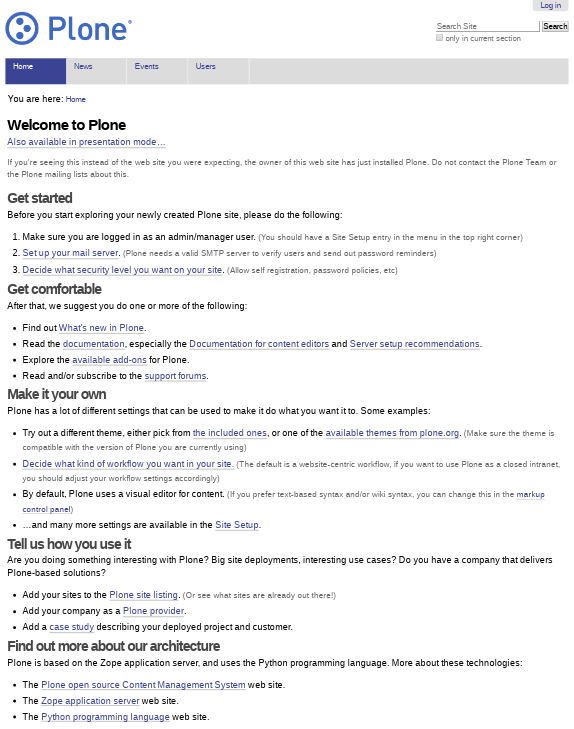 Log in
Plone®
Search Site
Search
only in current section
Home
News
Events
Users
You are here: Home
Welcome to Plone
Also available in presentation mode…
If you're seeing this instead of the web site you were expecting, the owner of this web site has just installed Plone. Do not contact the Plone Team or
the Plone mailing lists about this.
Get started
Before you start exploring your newly created Plone site, please do the following:
1. Make sure you are logged in as an admin/manager user. (You should have a Site Setup entry in the menu in the top right corner)
2. Set up your mail server. (Plone needs a valid SMTP server to verify users and send out password reminders)
3. Decide what security level you want on your site. (Allow self registration, password policies, etc)
Get comfortable
After that, we suggest you do one or more of the following:
• Find out What's new in Plone.
• Read the documentation, especially the Documentation for content editors and Server setup recommendations.
• Explore the available add-ons for Plone.
• Read and/or subscribe to the support forums.
Make it your own
Plone has a lot of different settings that can be used to make it do what you want it to. Some examples:
• Try out a different theme, either pick from the included ones, or one of the available themes from plone.org. (Make sure the theme is
compatible with the version of Plone you are currently using)
• Decide what kind of workflow you want in your site. (The default is a website-centric workflow, if you want to use Plone as a closed intranet,
you should adjust your workflow settings accordingly)
• By default, Plone uses a visual editor for content. (If you prefer text-based syntax and/or wiki syntax, you can change this in the markup
control panel)
• …and many more settings are available in the Site Setup.
Tell us how you use it
Are you doing something interesting with Plone? Big site deployments, interesting use cases? Do you have a company that delivers
Plone-based solutions?
• Add your sites to the Plone site listing. (Or see what sites are already out there!)
• Add your company as a Plone provider.
• Add a case study describing your deployed project and customer.
Find out more about our architecture
Plone is based on the Zope application server, and uses the Python programming language. More about these technologies:
• The Plone open source Content Management System web site.
• The Zope application server web site.
• The Python programming language web site.